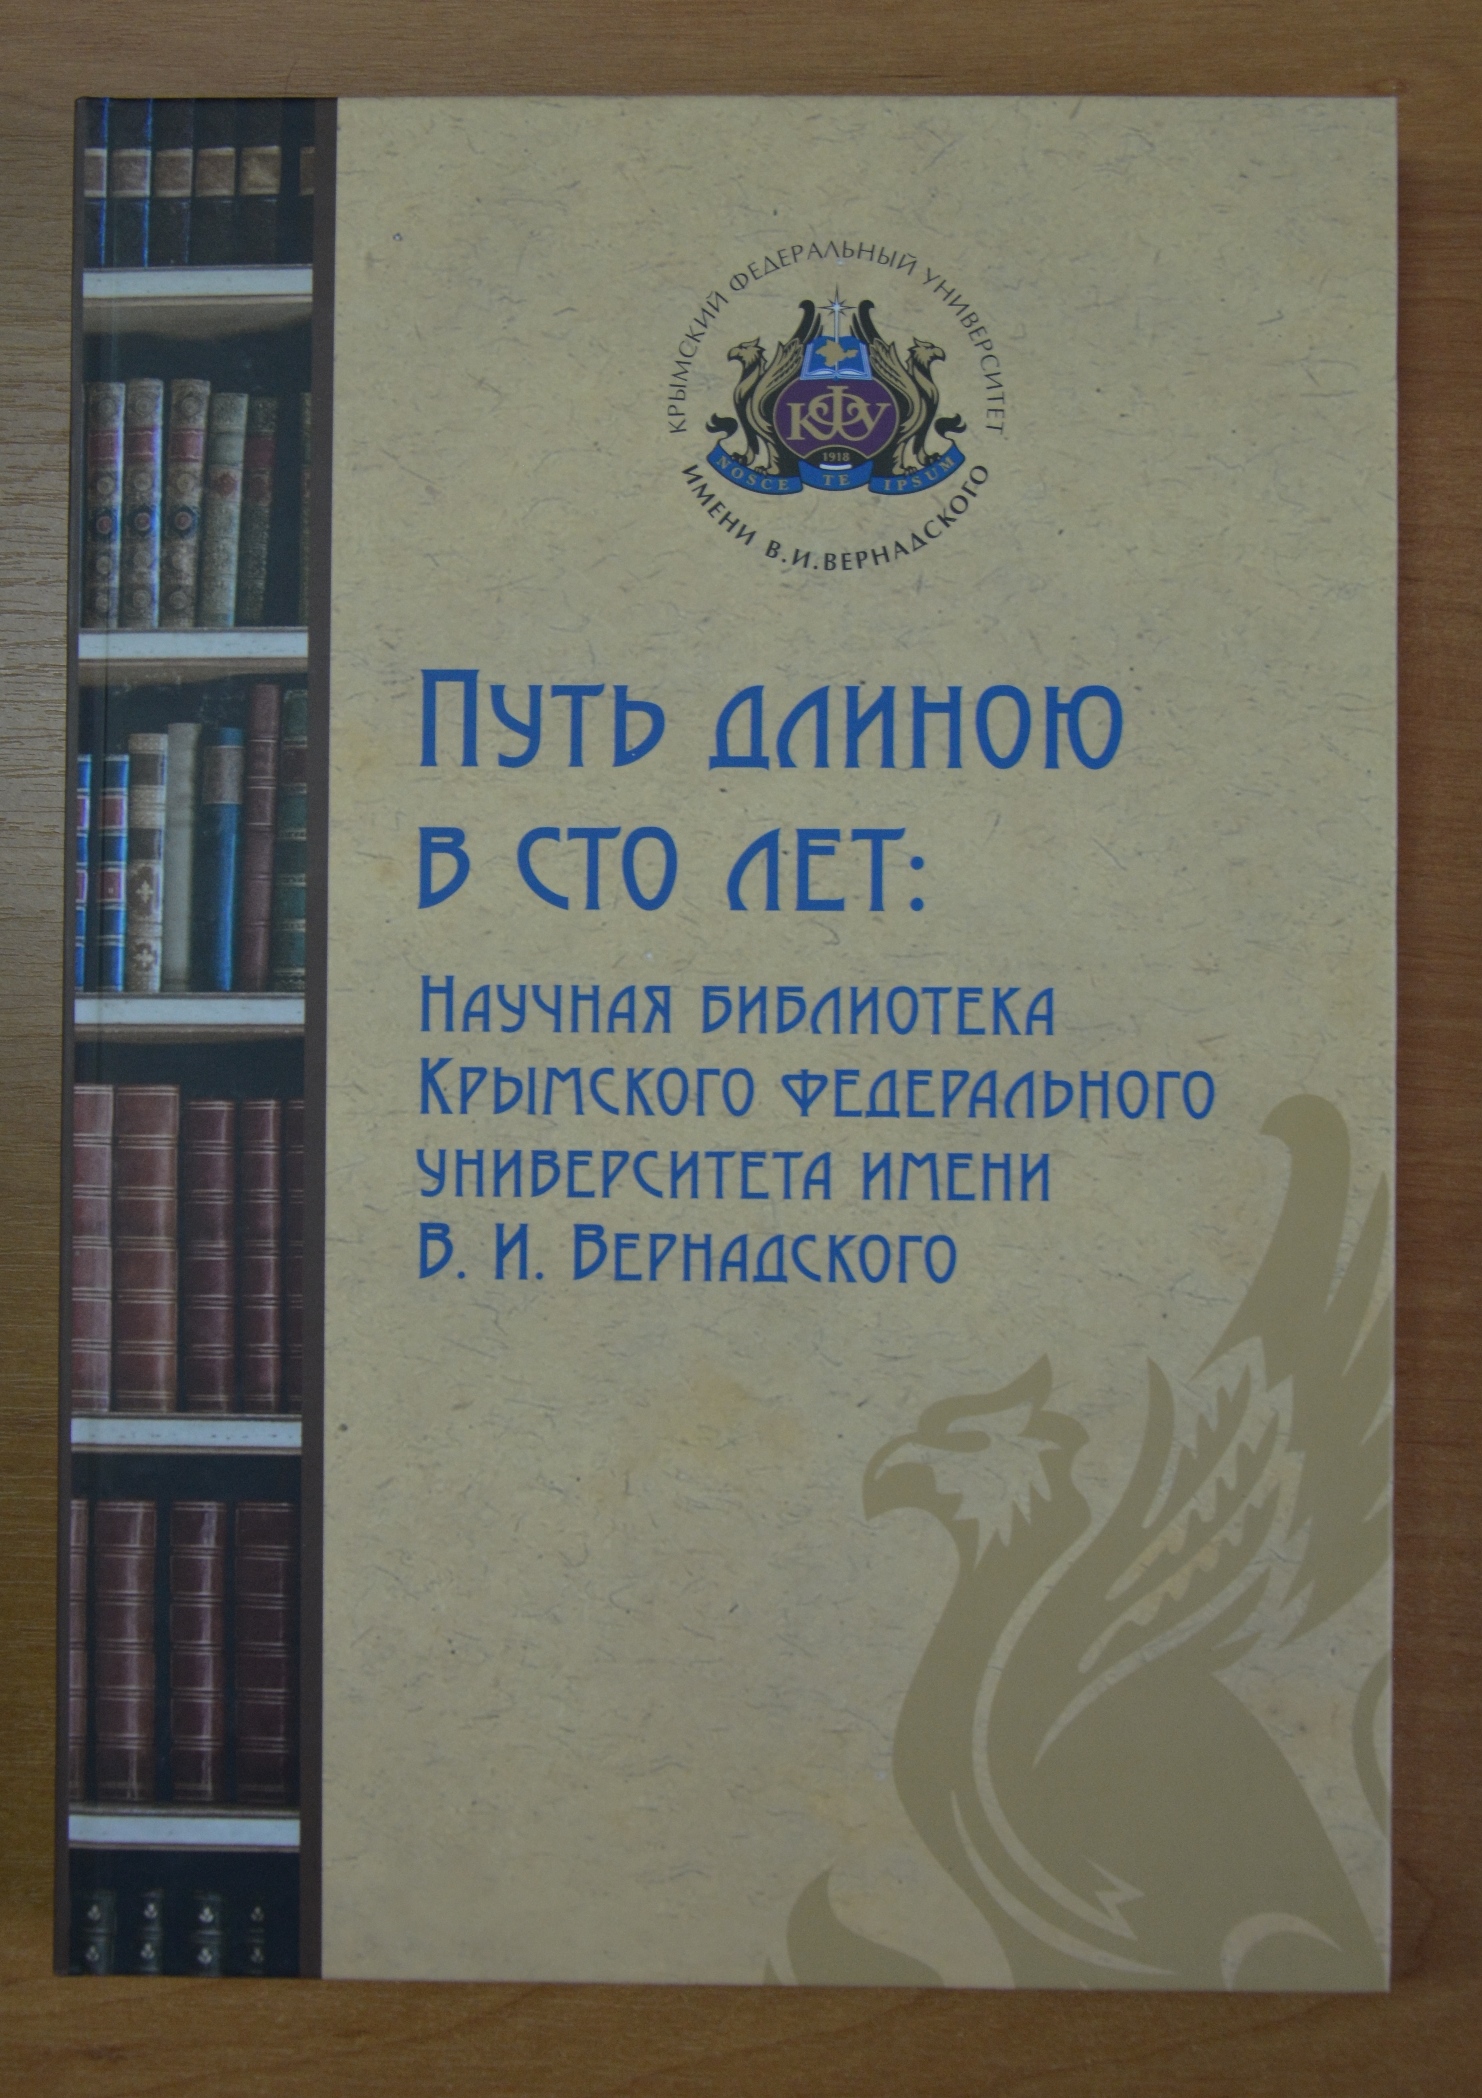 КРЫМСКИЙ ФЕДЕРАЛЬНЫЙ УНИВЕРСИТЕТ
КФУ
1918
NOSCE TE IPSUM
ИМЕНИ В.И.ВЕРНАДСКОГО
Путь длиною
в сто лет:
Научная библиотека
Крымского федерального
университета имени
В. И. Вернадского